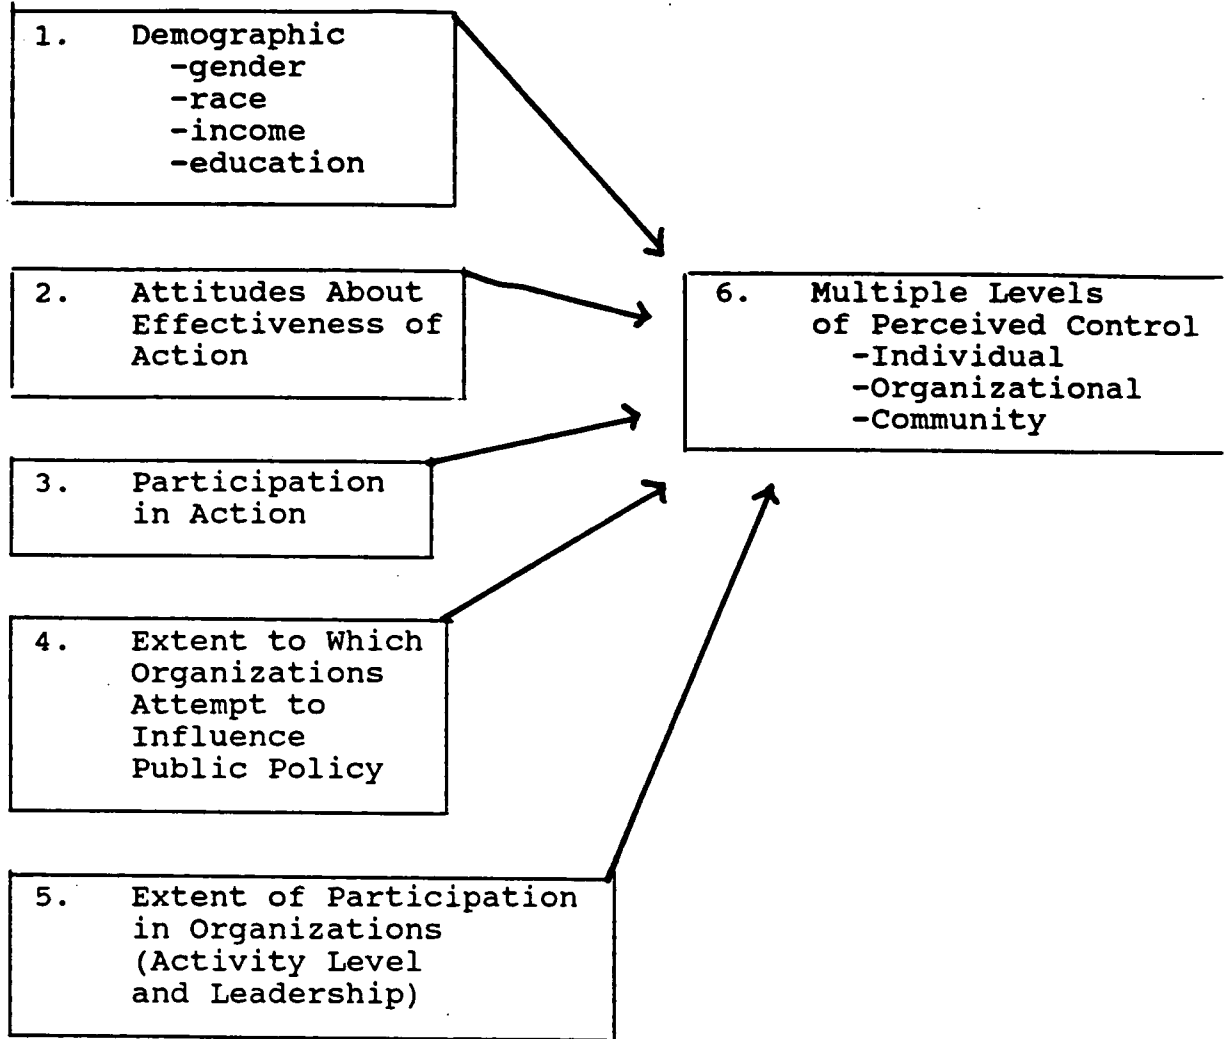 1. Demographic
-gender
-race
-income
-education
2. Attitudes About
Effectiveness of
Action
3. Participation
in Action
4. Extent to Which
Organizations
Attempt to
Influence
Public Policy
5. Extent of Participation
in Organizations
(Activity Level
and Leadership)
6. Multiple Levels
of Perceived Control
-Individual
-Organizational
-Community